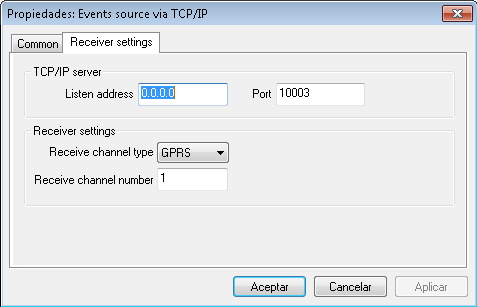 Propiedades: Events source via TCP/IP
Common Receiver settings
TCP/IP server
Listen address 0.0.0.0 Port 10003
Receiver settings
Receive channel type GPRS
Receive channel number 1
Aceptar Cancelar Aplicar